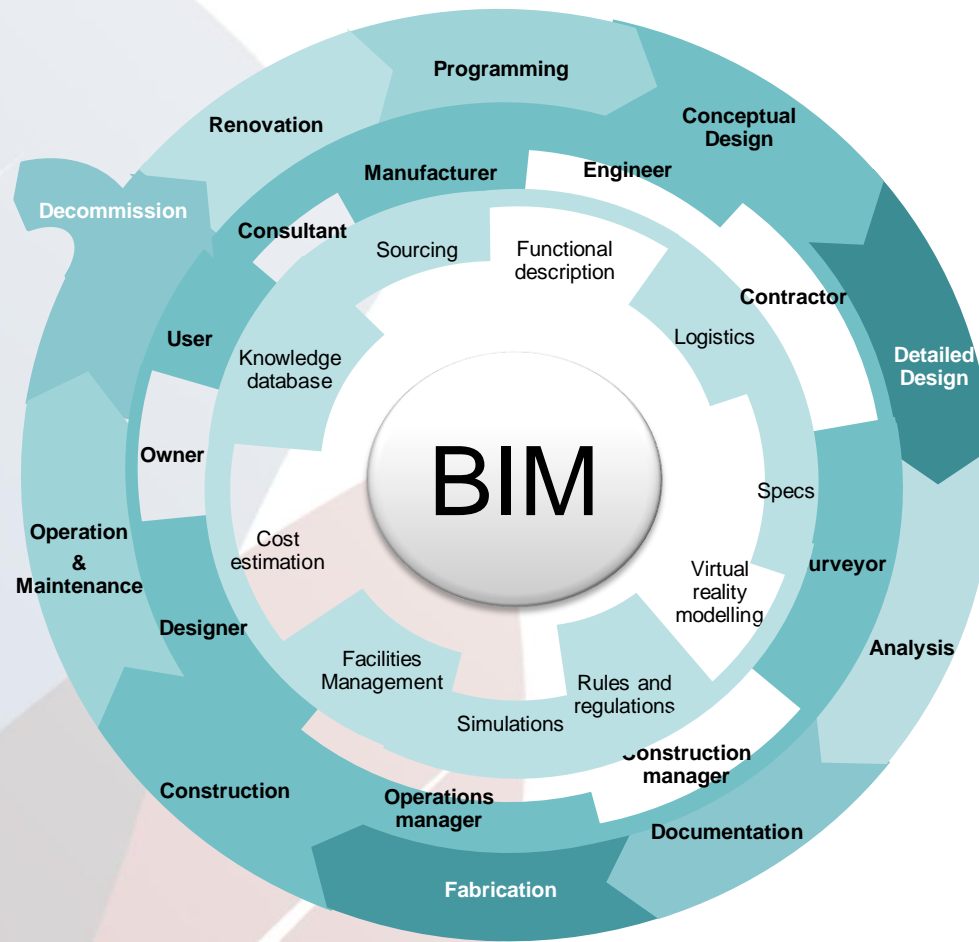 Programming
Conceptual
Design
Detailed
Design
Analysis
Documentation
Fabrication
Construction
Operation
&
Maintenance
Decommission
Renovation
Manufacturer
Engineer
Contractor
urveyor
onstruction
manager
Operations
manager
Designer
Owner
User
Consultant
Sourcing
Functional
description
Logistics
Specs
Virtual
reality
modelling
Rules and
regulations
Simulations
Facilities
Management
Cost
estimation
Knowledge
database
BIM